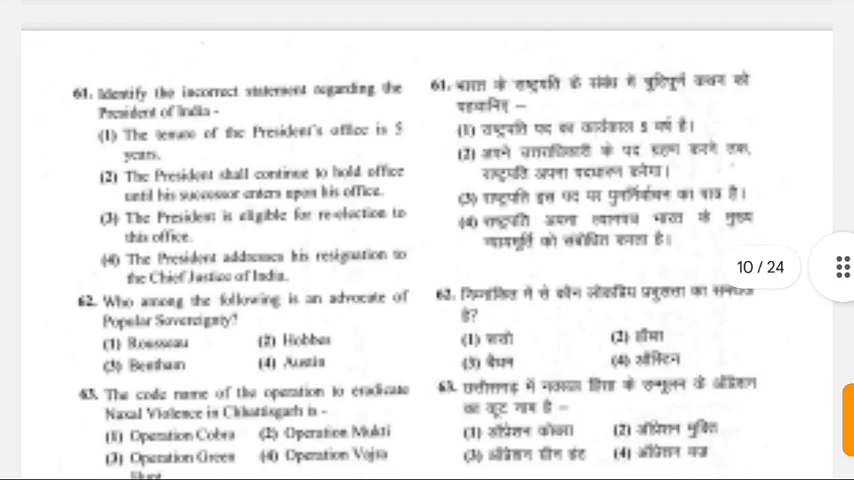 61. Identify the incorrect statement regarding the
President of India -
(1) The tenure of the President's office is 5
years.
(2) The President shall continue to hold office
until his successor enters upon his office.
(3) The President is eligible for re-election to
this office.
(4) The President addresses his resignation to
the Chief Justice of India.
62. Who among the following is an advocate of
Popular Sovereignty?
(1) Rousseau (2) Hobbes
(3) Bentham (4) Austin
63. The code name of the operation to eradicate
Naxal Violence in Chhatisgarh is -
(1) Operation Cobra (2) Operation Mukti
(3) Operation Green (4) Operation Vajra
Hunt
61. भारत के राष्ट्रपति के संबंध में त्रुटिपूर्ण कथन को
पहचानिए –
(1) राष्ट्रपति पद का कार्यकाल 5 वर्ष है।
(2) अपने उत्तराधिकारी के पद ग्रहण करने तक,
राष्ट्रपति अपना पदधारण करेगा।
(3) राष्ट्रपति इस पद पर पुनर्निर्वाचन का पात्र है।
(4) राष्ट्रपति अपना त्यागपत्र भारत के मुख्य
न्यायमूर्ति को संबोधित करता है।
10 / 24
62. निम्नांकित में से कौन लोकप्रिय प्रभुसत्ता का
है?
(1) रूसो (2) हॉब्स
(3) बेंथम (4) ऑस्टिन
63. छत्तीसगढ़ में नक्सल हिंसा के उन्मूलन के ऑपरेशन
का कूट नाम है –
(1) ऑपरेशन कोबरा (2) ऑपरेशन मुक्ति
(3) ऑपरेशन ग्रीन हंट (4) ऑपरेशन वज्र